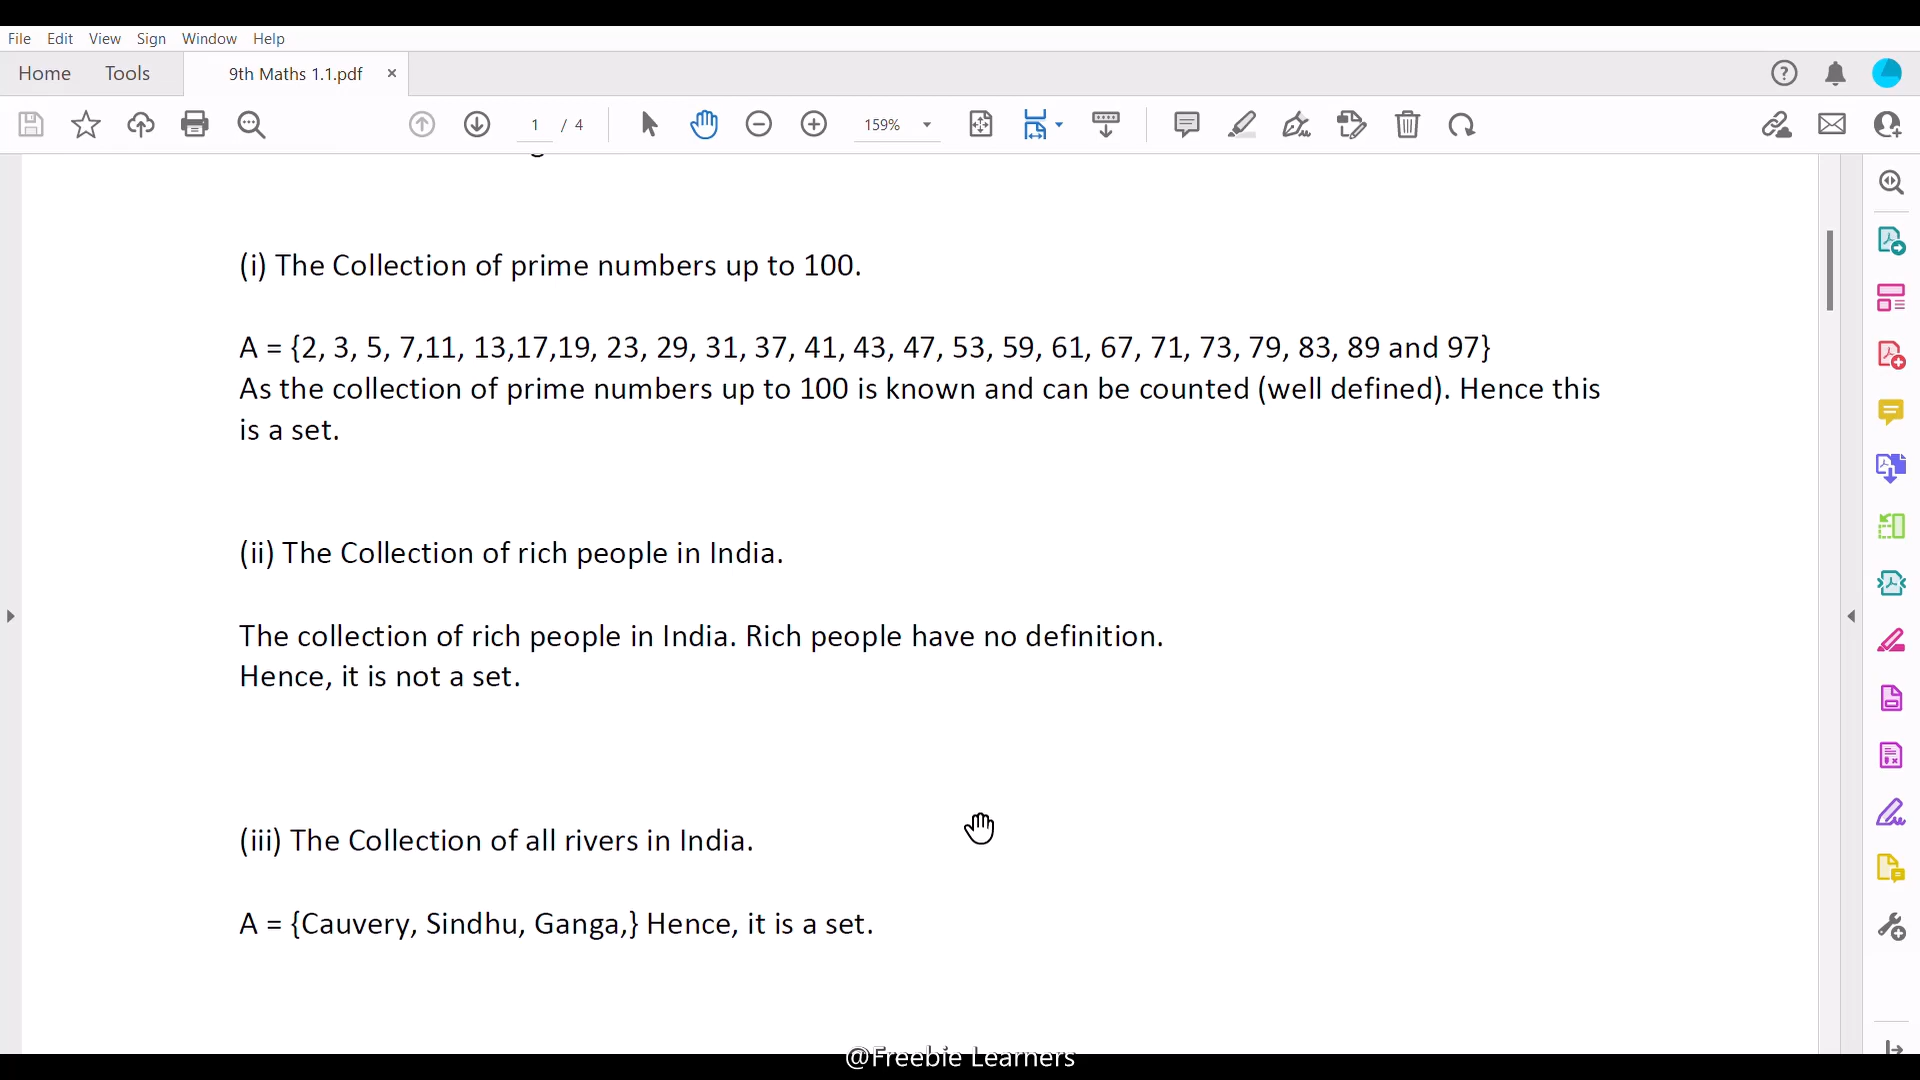 File Edit View Sign Window Help
Home Tools 9th Maths 1.1.pdf ×
1 / 4 159%
(i) The Collection of prime numbers up to 100.
A = {2, 3, 5, 7,11, 13,17,19, 23, 29, 31, 37, 41, 43, 47, 53, 59, 61, 67, 71, 73, 79, 83, 89 and 97}
As the collection of prime numbers up to 100 is known and can be counted (well defined). Hence this
is a set.
(ii) The Collection of rich people in India.
The collection of rich people in India. Rich people have no definition.
Hence, it is not a set.
(iii) The Collection of all rivers in India.
A = {Cauvery, Sindhu, Ganga,} Hence, it is a set.
@Freebie Learners